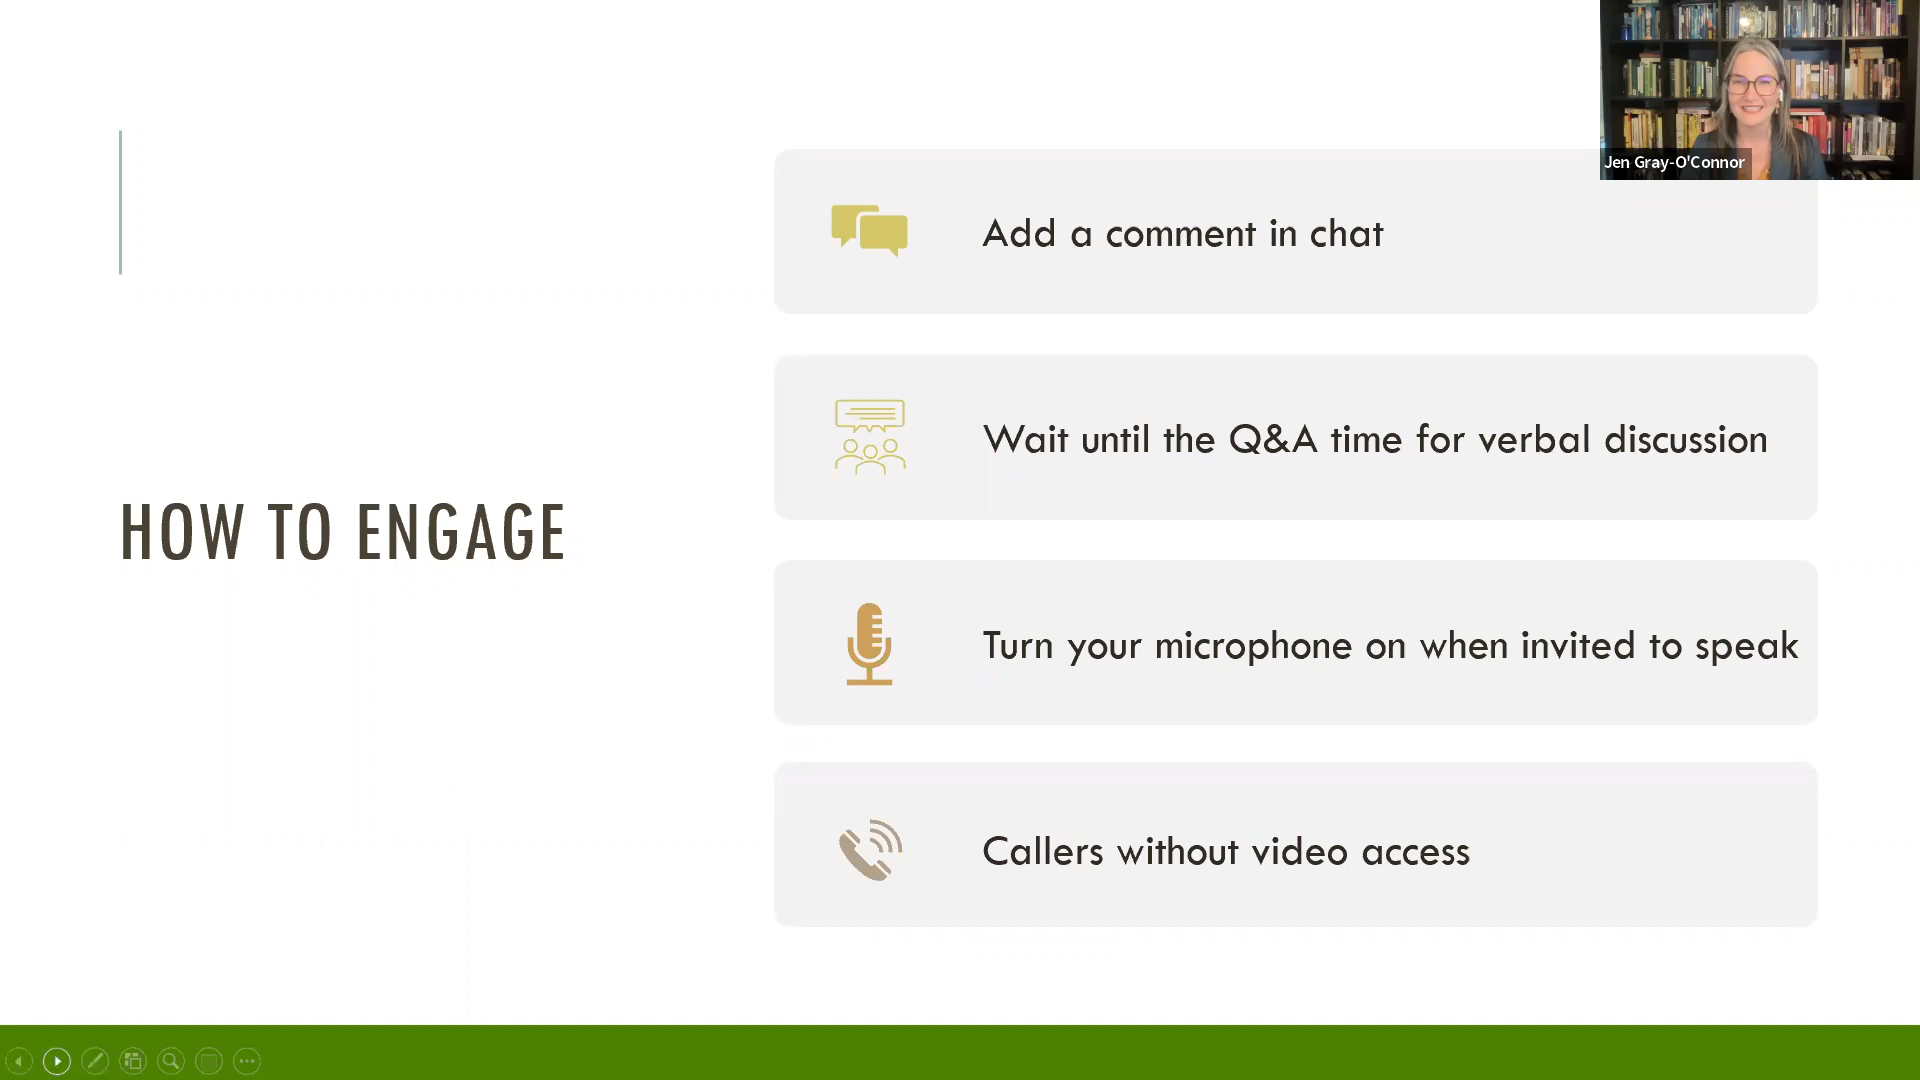 Jen Gray-O'Connor
Add a comment in chat
Wait until the Q&A time for verbal discussion
HOW TO ENGAGE
Turn your microphone on when invited to speak
Callers without video access